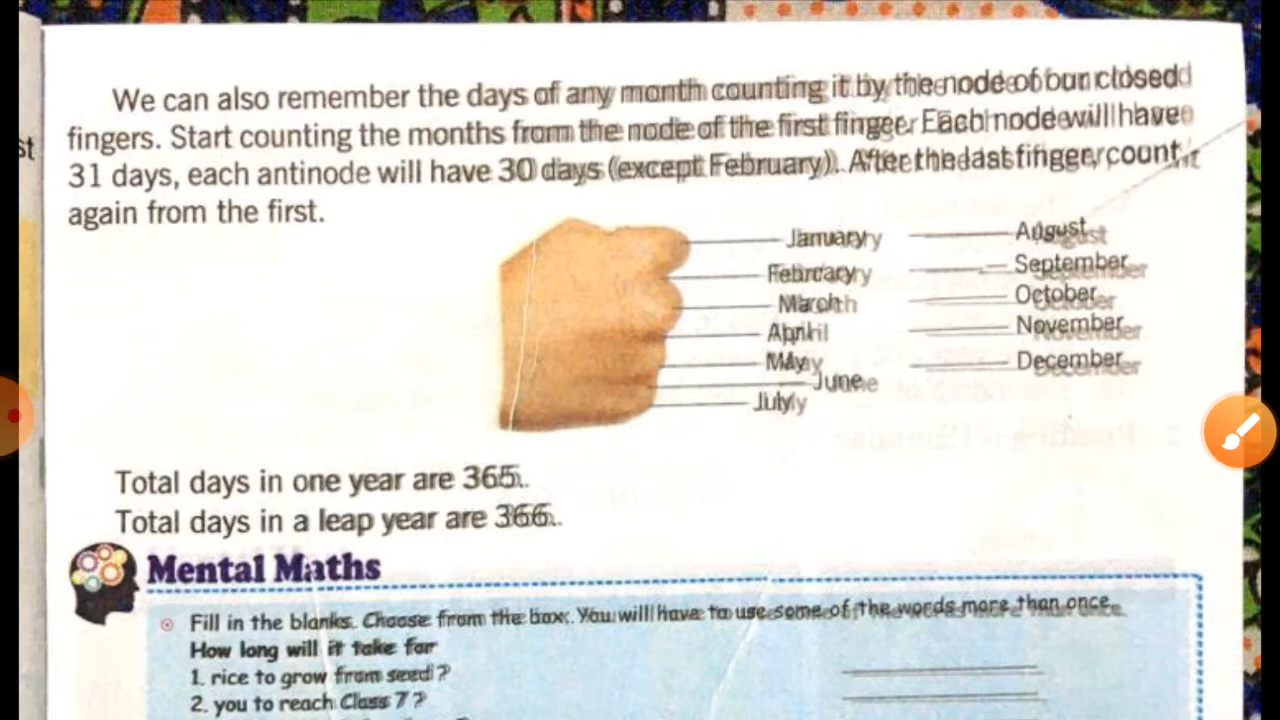 We can also remember the days of any month counting it by the node of our closed
fingers. Start counting the months from the node of the first finger. Each node will have
31 days, each antinode will have 30 days (except February). After the last finger, count
again from the first.
January August
February September
March October
April November
May December
June
July
Total days in one year are 365.
Total days in a leap year are 366.
Mental Maths
Fill in the blanks. Choose from the box. You will have to use some of the words more than once.
How long will it take for
1. rice to grow from seed?
2. you to reach Class 7?